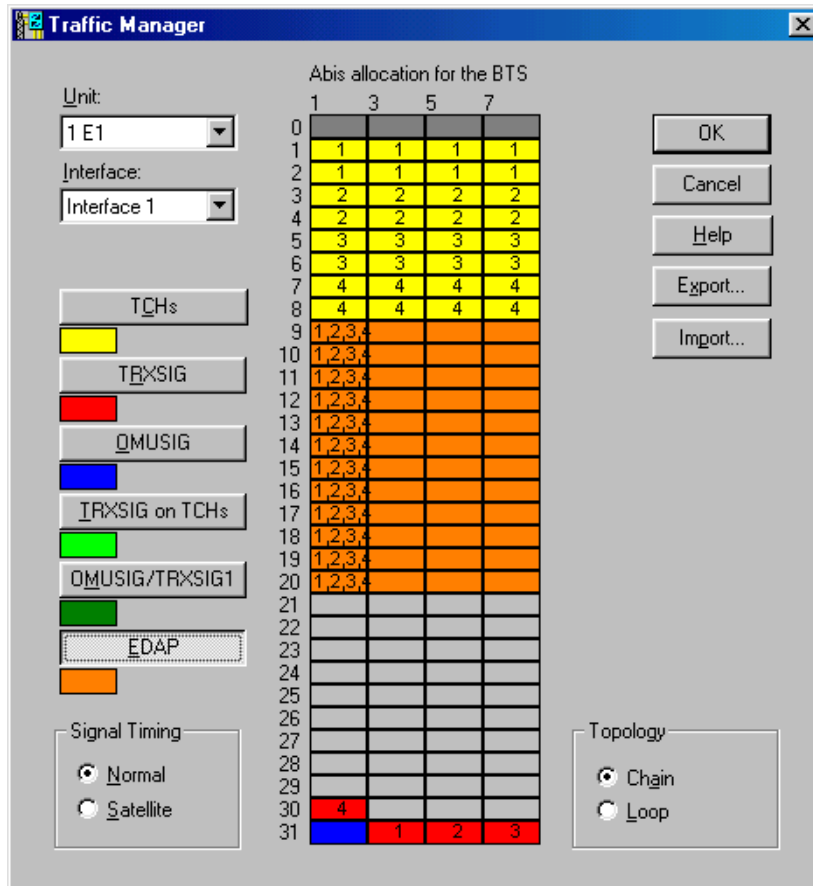 Traffic Manager
Abis allocation for the BTS
Unit:
1 E1
Interface:
Interface 1
TCHs
TRXSIG
OMUSIG
TRXSIG on TCHs
OMUSIG/TRXSIG1
EDAP
Signal Timing
Normal
Satellite
1 3 5 7
0
1 1 1 1 1
2 1 1 1 1
3 2 2 2 2
4 2 2 2 2
5 3 3 3 3
6 3 3 3 3
7 4 4 4 4
8 4 4 4 4
9 1,2,3,4
10 1,2,3,4
11 1,2,3,4
12 1,2,3,4
13 1,2,3,4
14 1,2,3,4
15 1,2,3,4
16 1,2,3,4
17 1,2,3,4
18 1,2,3,4
19 1,2,3,4
20 1,2,3,4
21
22
23
24
25
26
27
28
29
30 4
31 1 2 3
OK
Cancel
Help
Export...
Import...
Topology
Chain
Loop